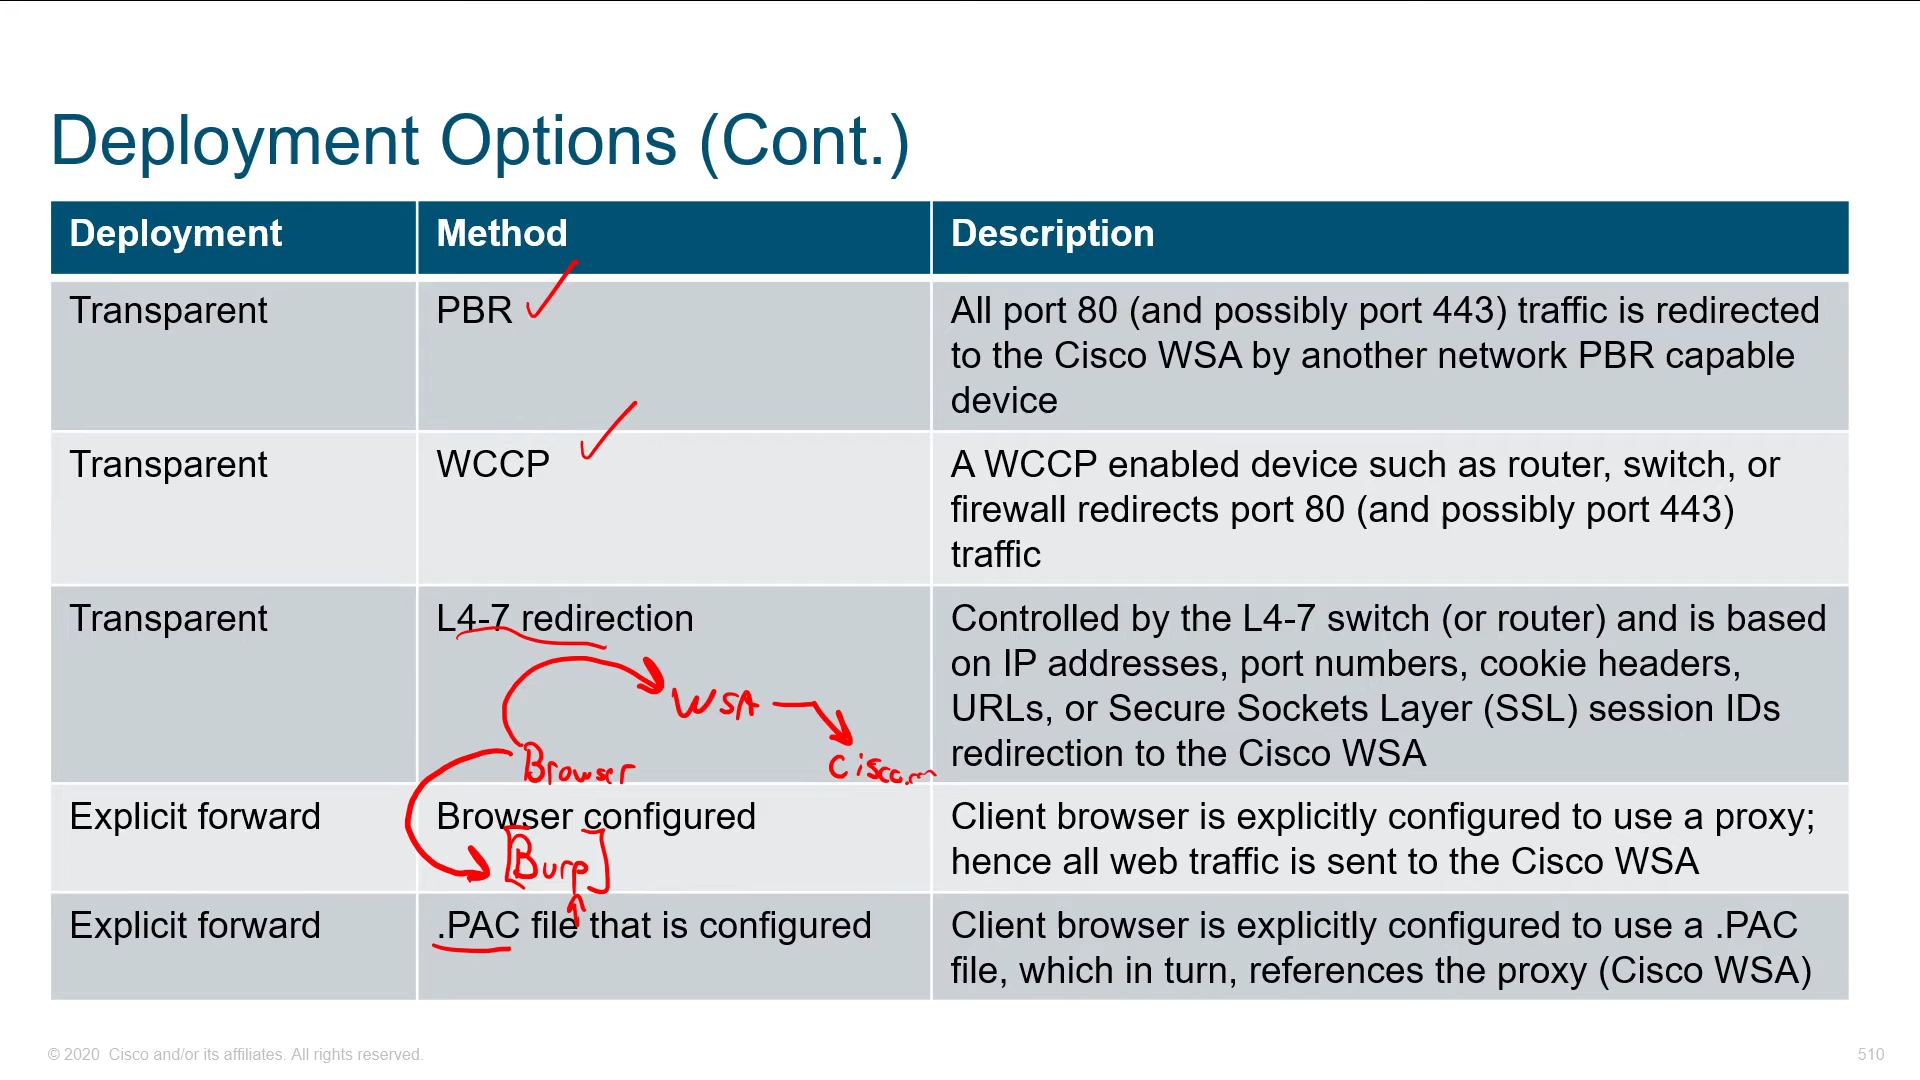 Deployment Options (Cont.)
Deployment
Method
Description
Transparent
PBR
All port 80 (and possibly port 443) traffic is redirected
to the Cisco WSA by another network PBR capable
device
Transparent
WCCP
A WCCP enabled device such as router, switch, or
firewall redirects port 80 (and possibly port 443)
traffic
Transparent
L4-7 redirection
Controlled by the L4-7 switch (or router) and is based
on IP addresses, port numbers, cookie headers,
URLs, or Secure Sockets Layer (SSL) session IDs
redirection to the Cisco WSA
WSA
Browser
Explicit forward
Browser configured
Client browser is explicitly configured to use a proxy;
hence all web traffic is sent to the Cisco WSA
[Burp]
Explicit forward
.PAC file that is configured
Client browser is explicitly configured to use a .PAC
file, which in turn, references the proxy (Cisco WSA)
© 2020 Cisco and/or its affiliates. All rights reserved.
510